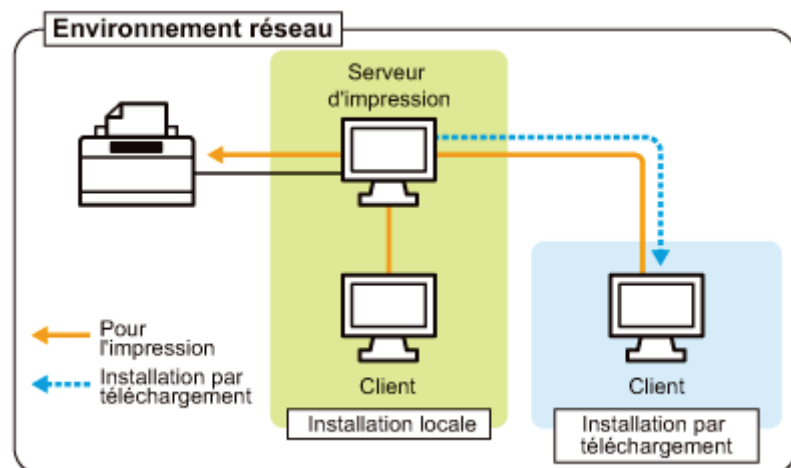 Environnement réseau
Serveur
d'impression
Pour
l'impression
Installation par
téléchargement
Client
Installation locale
Client
Installation par
téléchargement